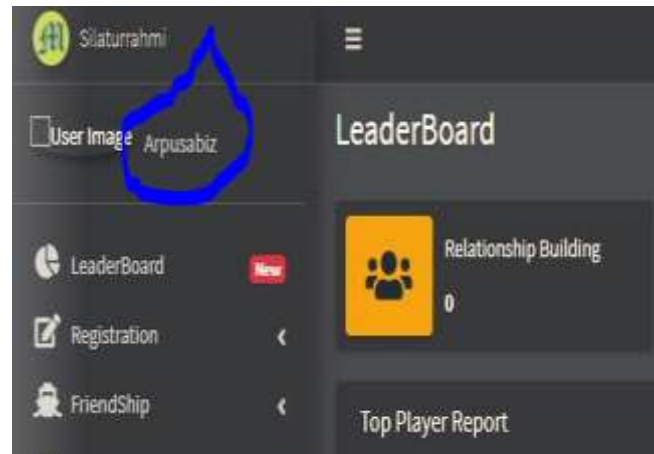 Silaturrahmi
User Image Arpusabiz
LeaderBoard New
Registration
FriendShip
LeaderBoard
Relationship Building
0
Top Player Report